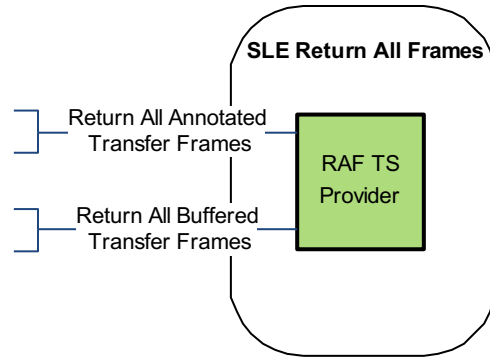 SLE Return All Frames
Return All Annotated
Transfer Frames
RAF TS
Provider
Return All Buffered
Transfer Frames